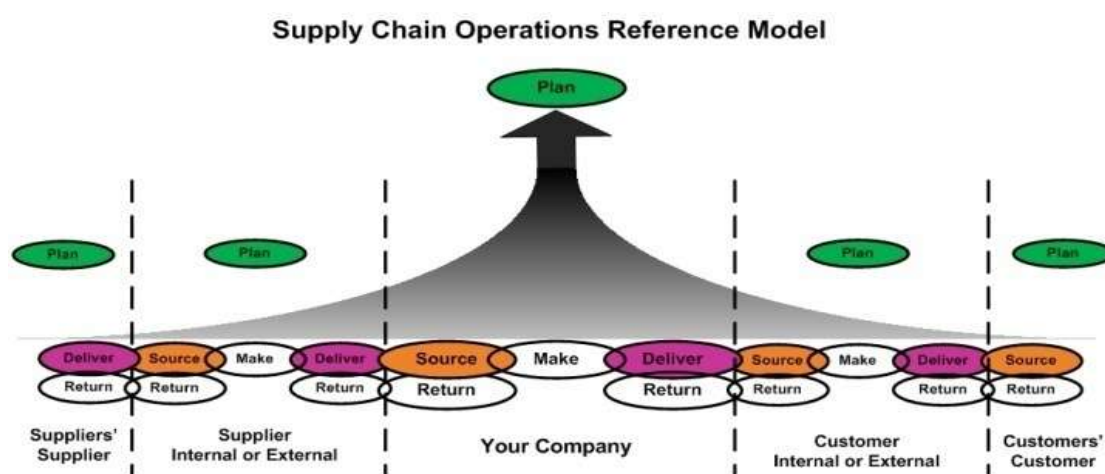 Supply Chain Operations Reference Model
Plan
Plan
Plan
Plan
Plan
Deliver Source Make Deliver Source Make Deliver Source Make Deliver Source
Return Return Return Return Return Return Return Return
Suppliers' Supplier Your Company Customer Customers'
Supplier Internal or External Internal or External Customer